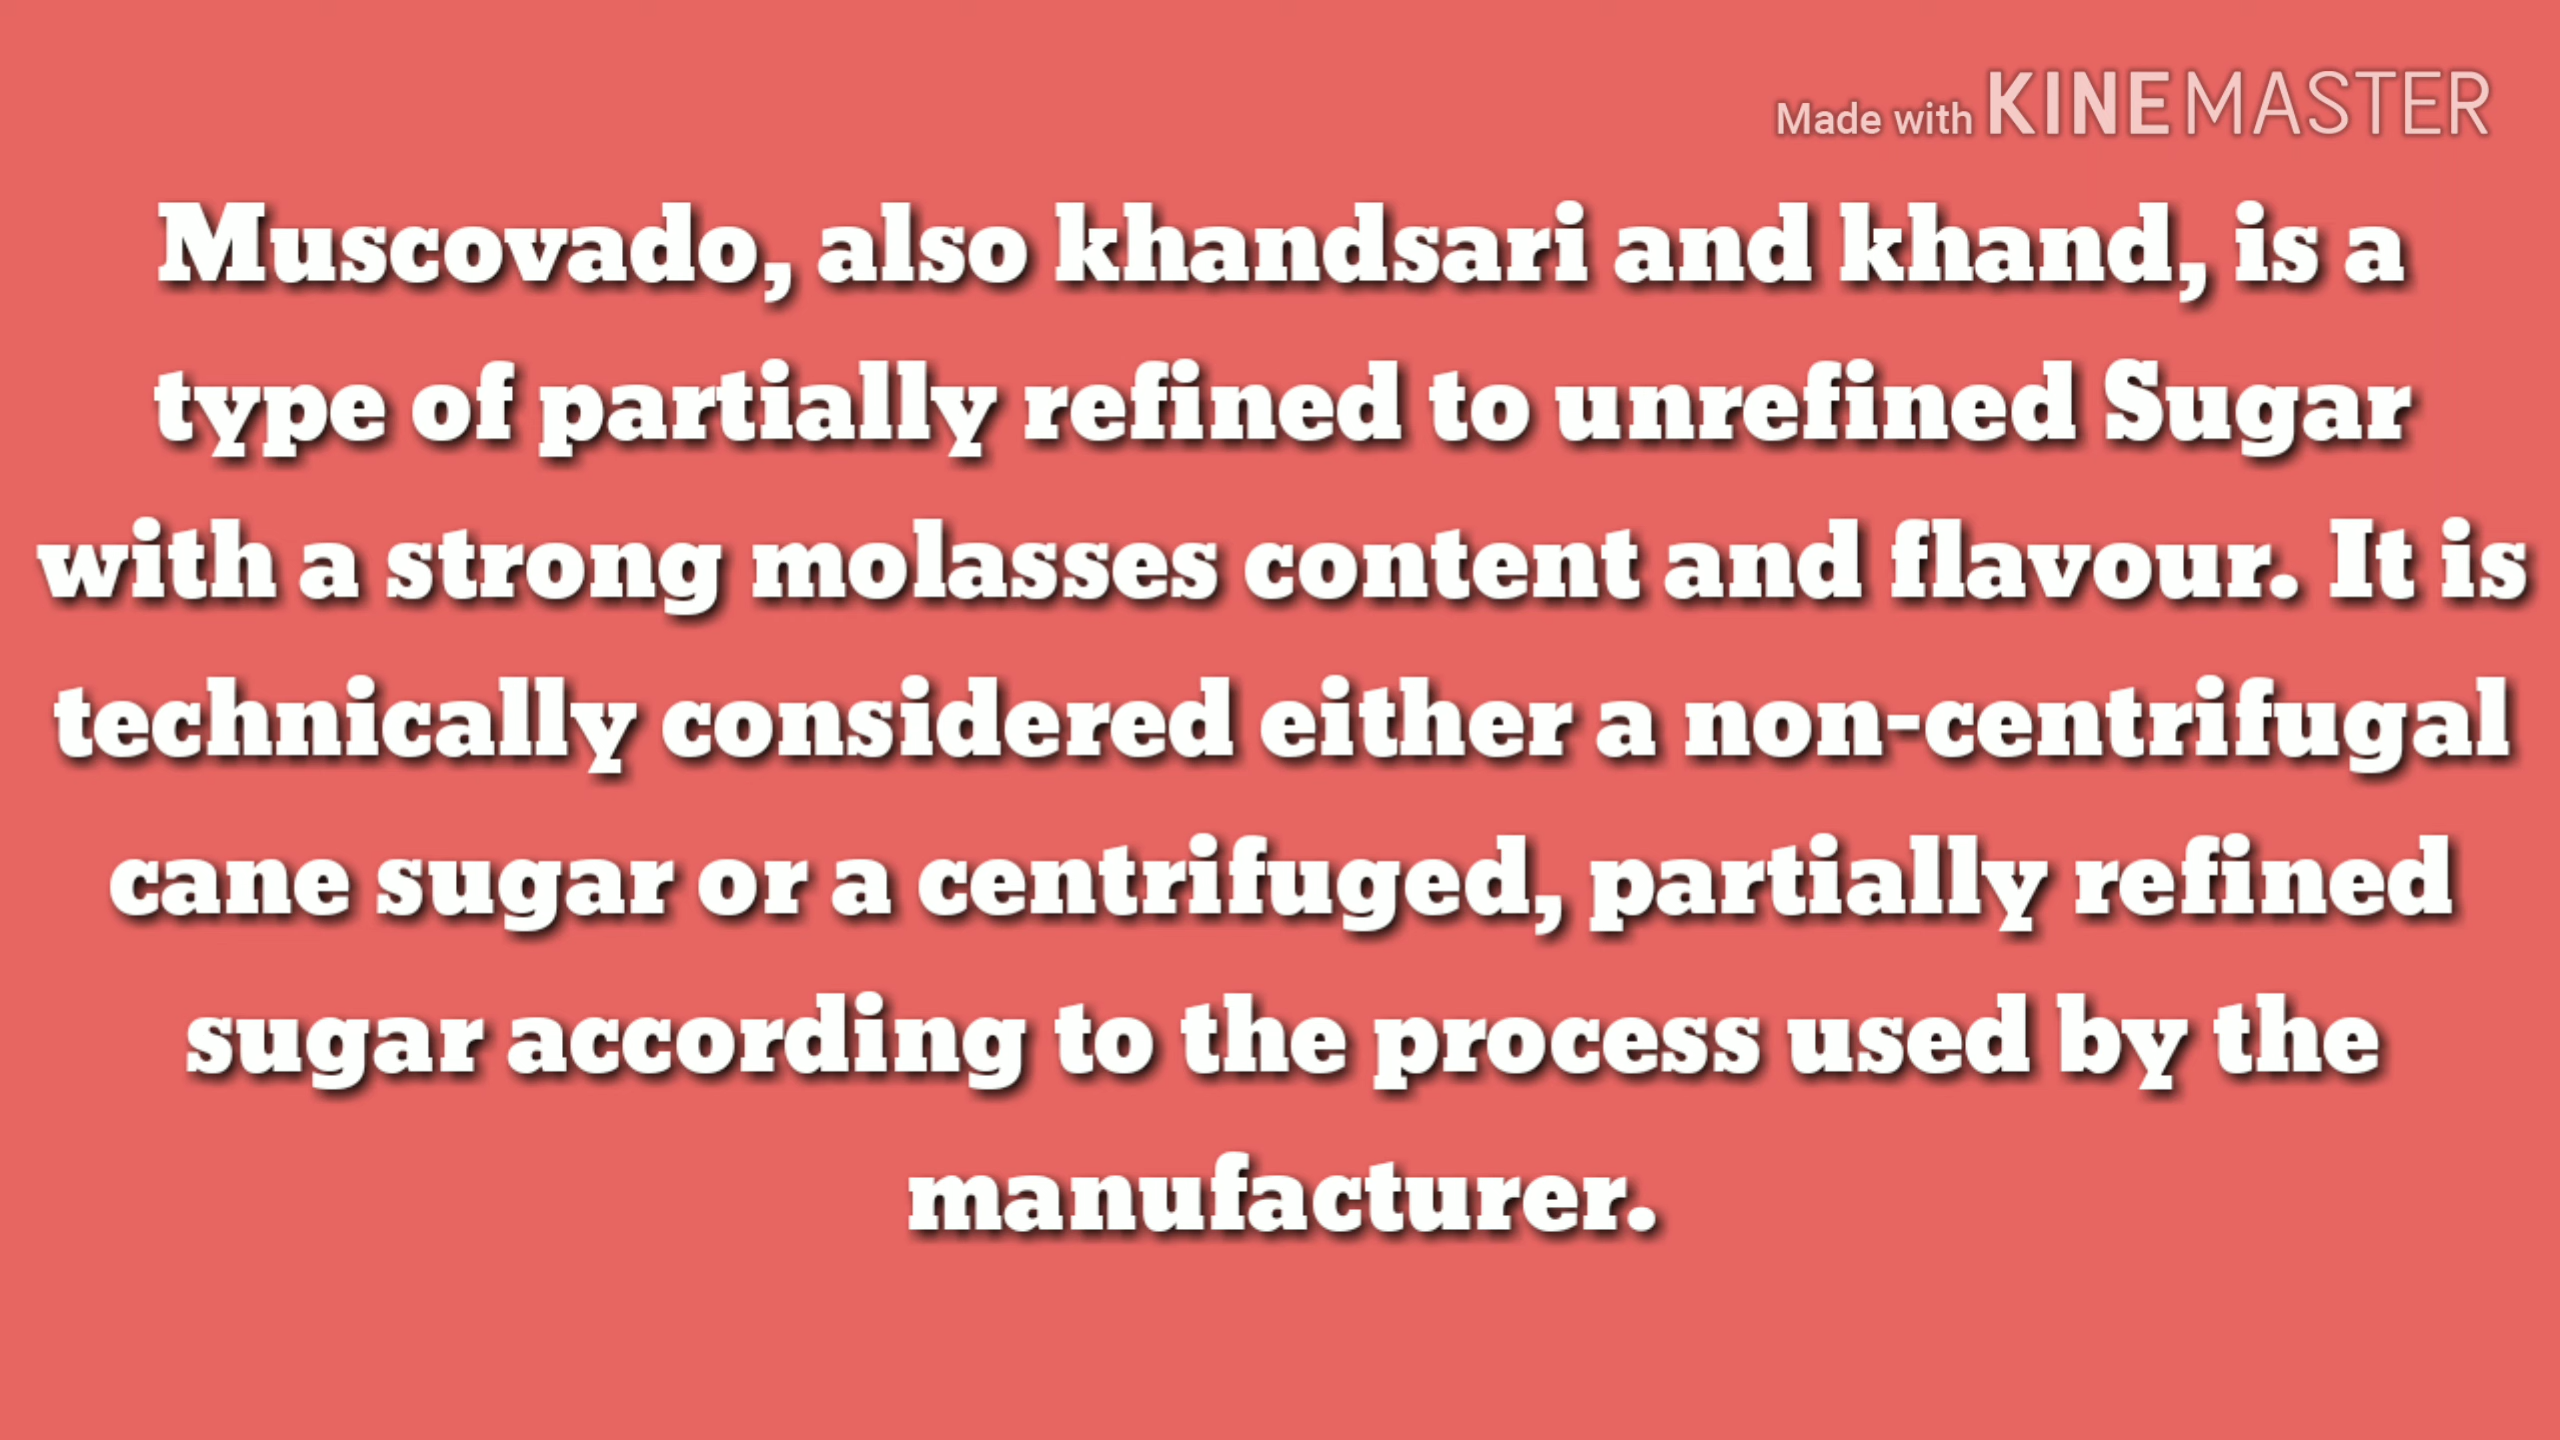 Made with KINEMASTER
Muscovado, also khandsari and khand, is a
type of partially refined to unrefined Sugar
with a strong molasses content and flavour. It is
technically considered either a non-centrifugal
cane sugar or a centrifuged, partially refined
sugar according to the process used by the
manufacturer.